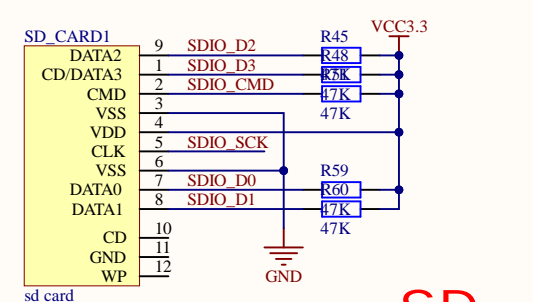 VCC3.3
SD_CARD1
R45
DATA2 9 SDIO_D2 R48
CD/DATA3 1 SDIO_D3
CMD 2 SDIO_CMD 47K
VSS 3 47K
VDD 4
CLK 5 SDIO_SCK
VSS 6 R59
DATA0 7 SDIO_D0 R60
DATA1 8 SDIO_D1 47K
47K
CD 10
GND 11
WP 12
GND
sd card
SD